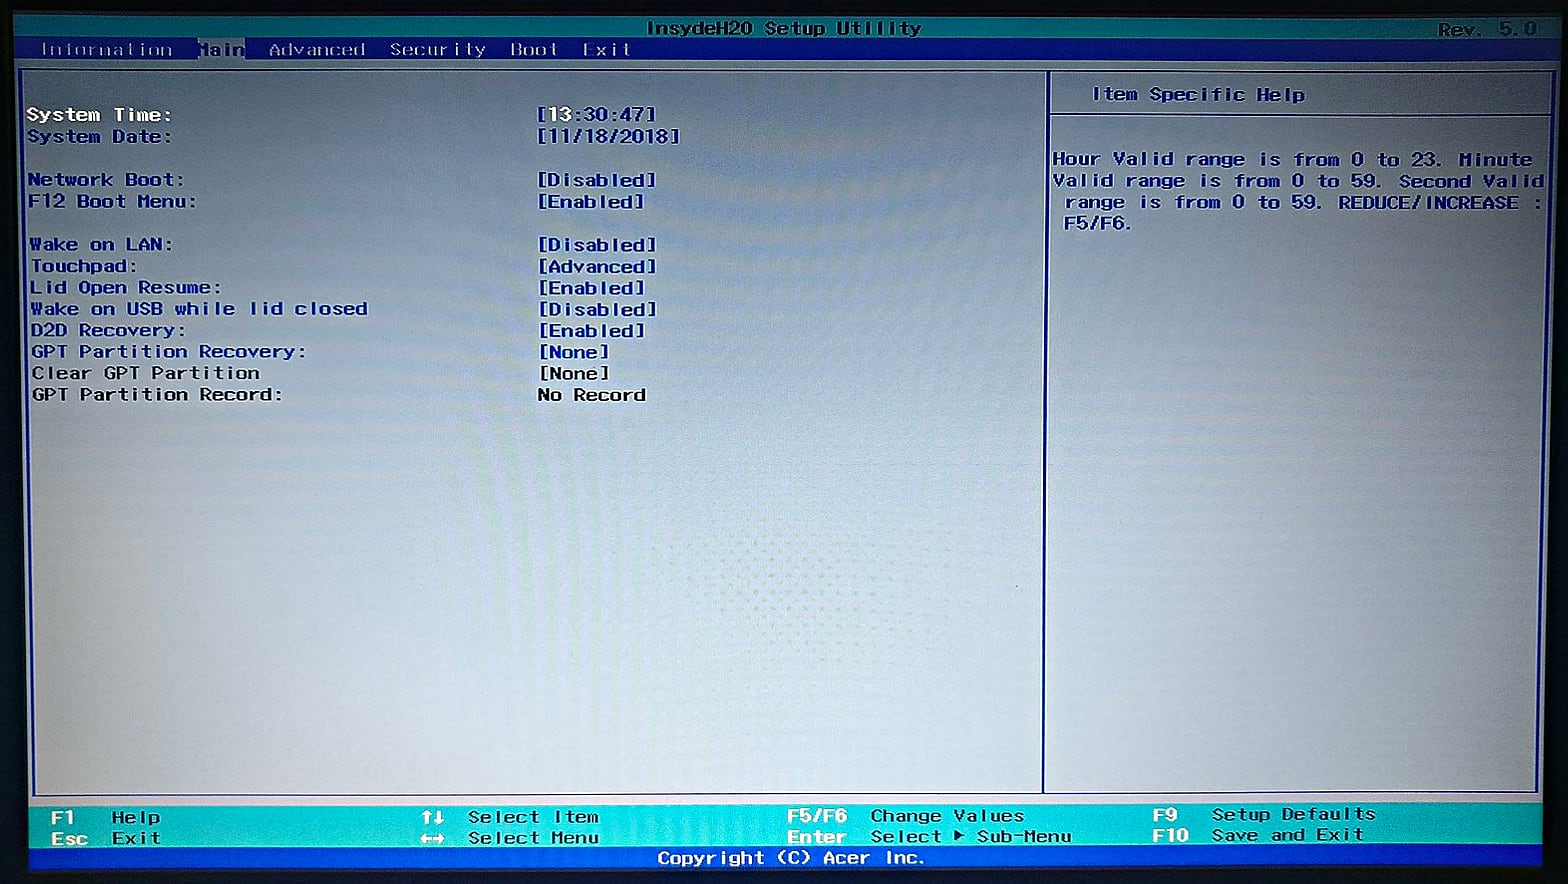 InsydeH20 Setup Utility Rev. 5.0
Information Main Advanced Security Boot Exit
Item Specific Help
System Time: [13:30:47]
System Date: [11/18/2018]
Network Boot: [Disabled]
F12 Boot Menu: [Enabled]
Wake on LAN: [Disabled]
Touchpad: [Advanced]
Lid Open Resume: [Enabled]
Wake on USB while lid closed [Disabled]
D2D Recovery: [Enabled]
GPT Partition Recovery: [None]
Clear GPT Partition [None]
GPT Partition Record: No Record
Hour Valid range is from 0 to 23. Minute
Valid range is from 0 to 59. Second Valid
range is from 0 to 59. REDUCE/INCREASE :
F5/F6.
F1 Help ↑↓ Select Item F5/F6 Change Values F9 Setup Defaults
Esc Exit ←→ Select Menu Enter Select ▶ Sub-Menu F10 Save and Exit
Copyright (C) Acer Inc.